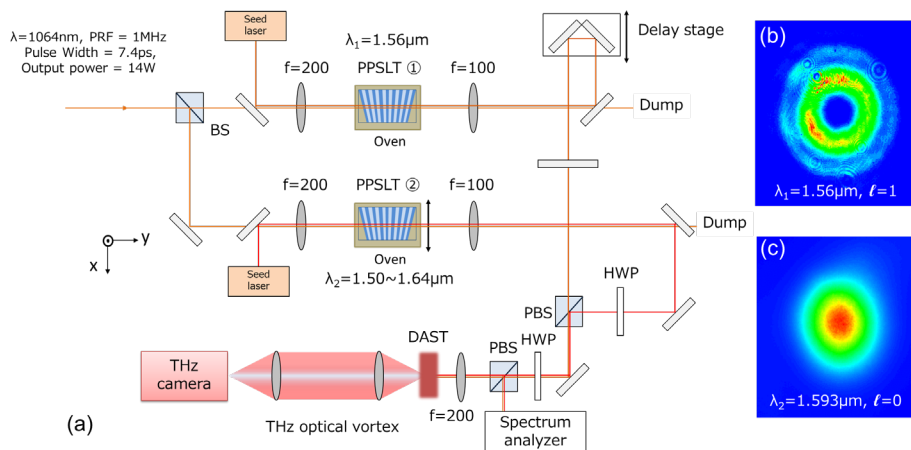 λ=1064nm, PRF = 1MHz
Pulse Width = 7.4ps,
Output power = 14W
Seed
laser
λ₁=1.56µm
f=200
PPSLT ①
f=100
Oven
BS
Delay stage
Dump
f=200
PPSLT ②
f=100
Oven
λ₂=1.50~1.64µm
Seed
laser
Dump
y
x
HWP
PBS
DAST
PBS
HWP
THz
camera
f=200
THz optical vortex
Spectrum
analyzer
(a)
(b)
λ₁=1.56µm, ℓ=1
(c)
λ₂=1.593µm, ℓ=0